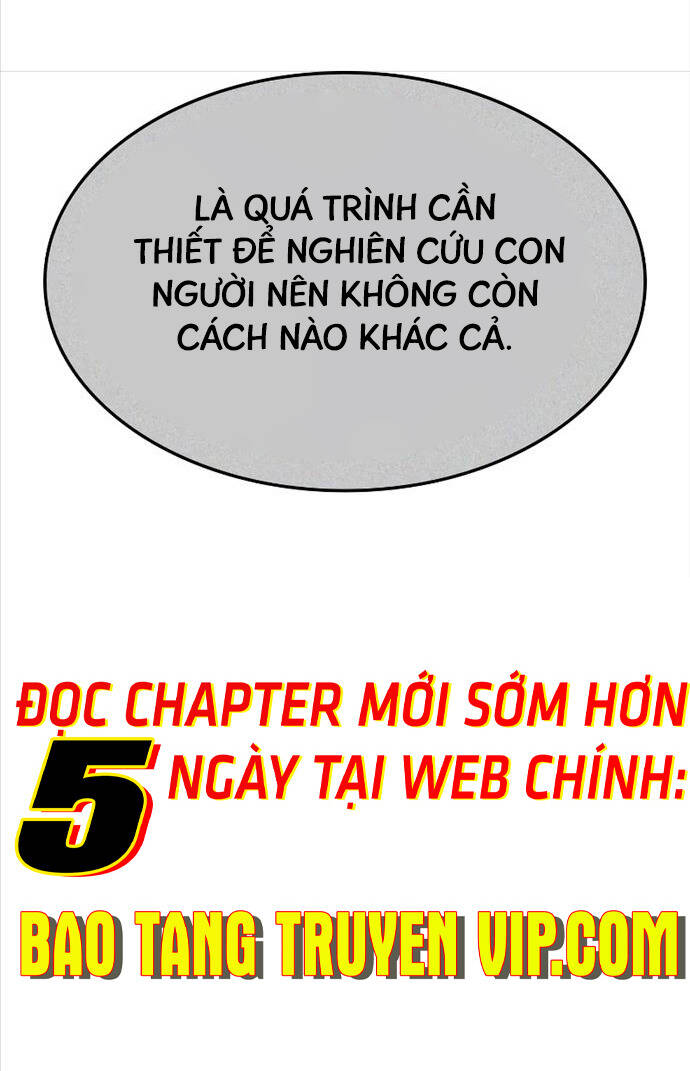 LÀ QUÁ TRÌNH CẦN
THIẾT ĐỂ NGHIÊN CỨU CON
NGƯỜI NÊN KHÔNG CÒN
CÁCH NÀO KHÁC CẢ.
ĐỌC CHAPTER MỚI SỚM HƠN
5 NGÀY TẠI WEB CHÍNH:
BAO TANG TRUYEN VIP.COM